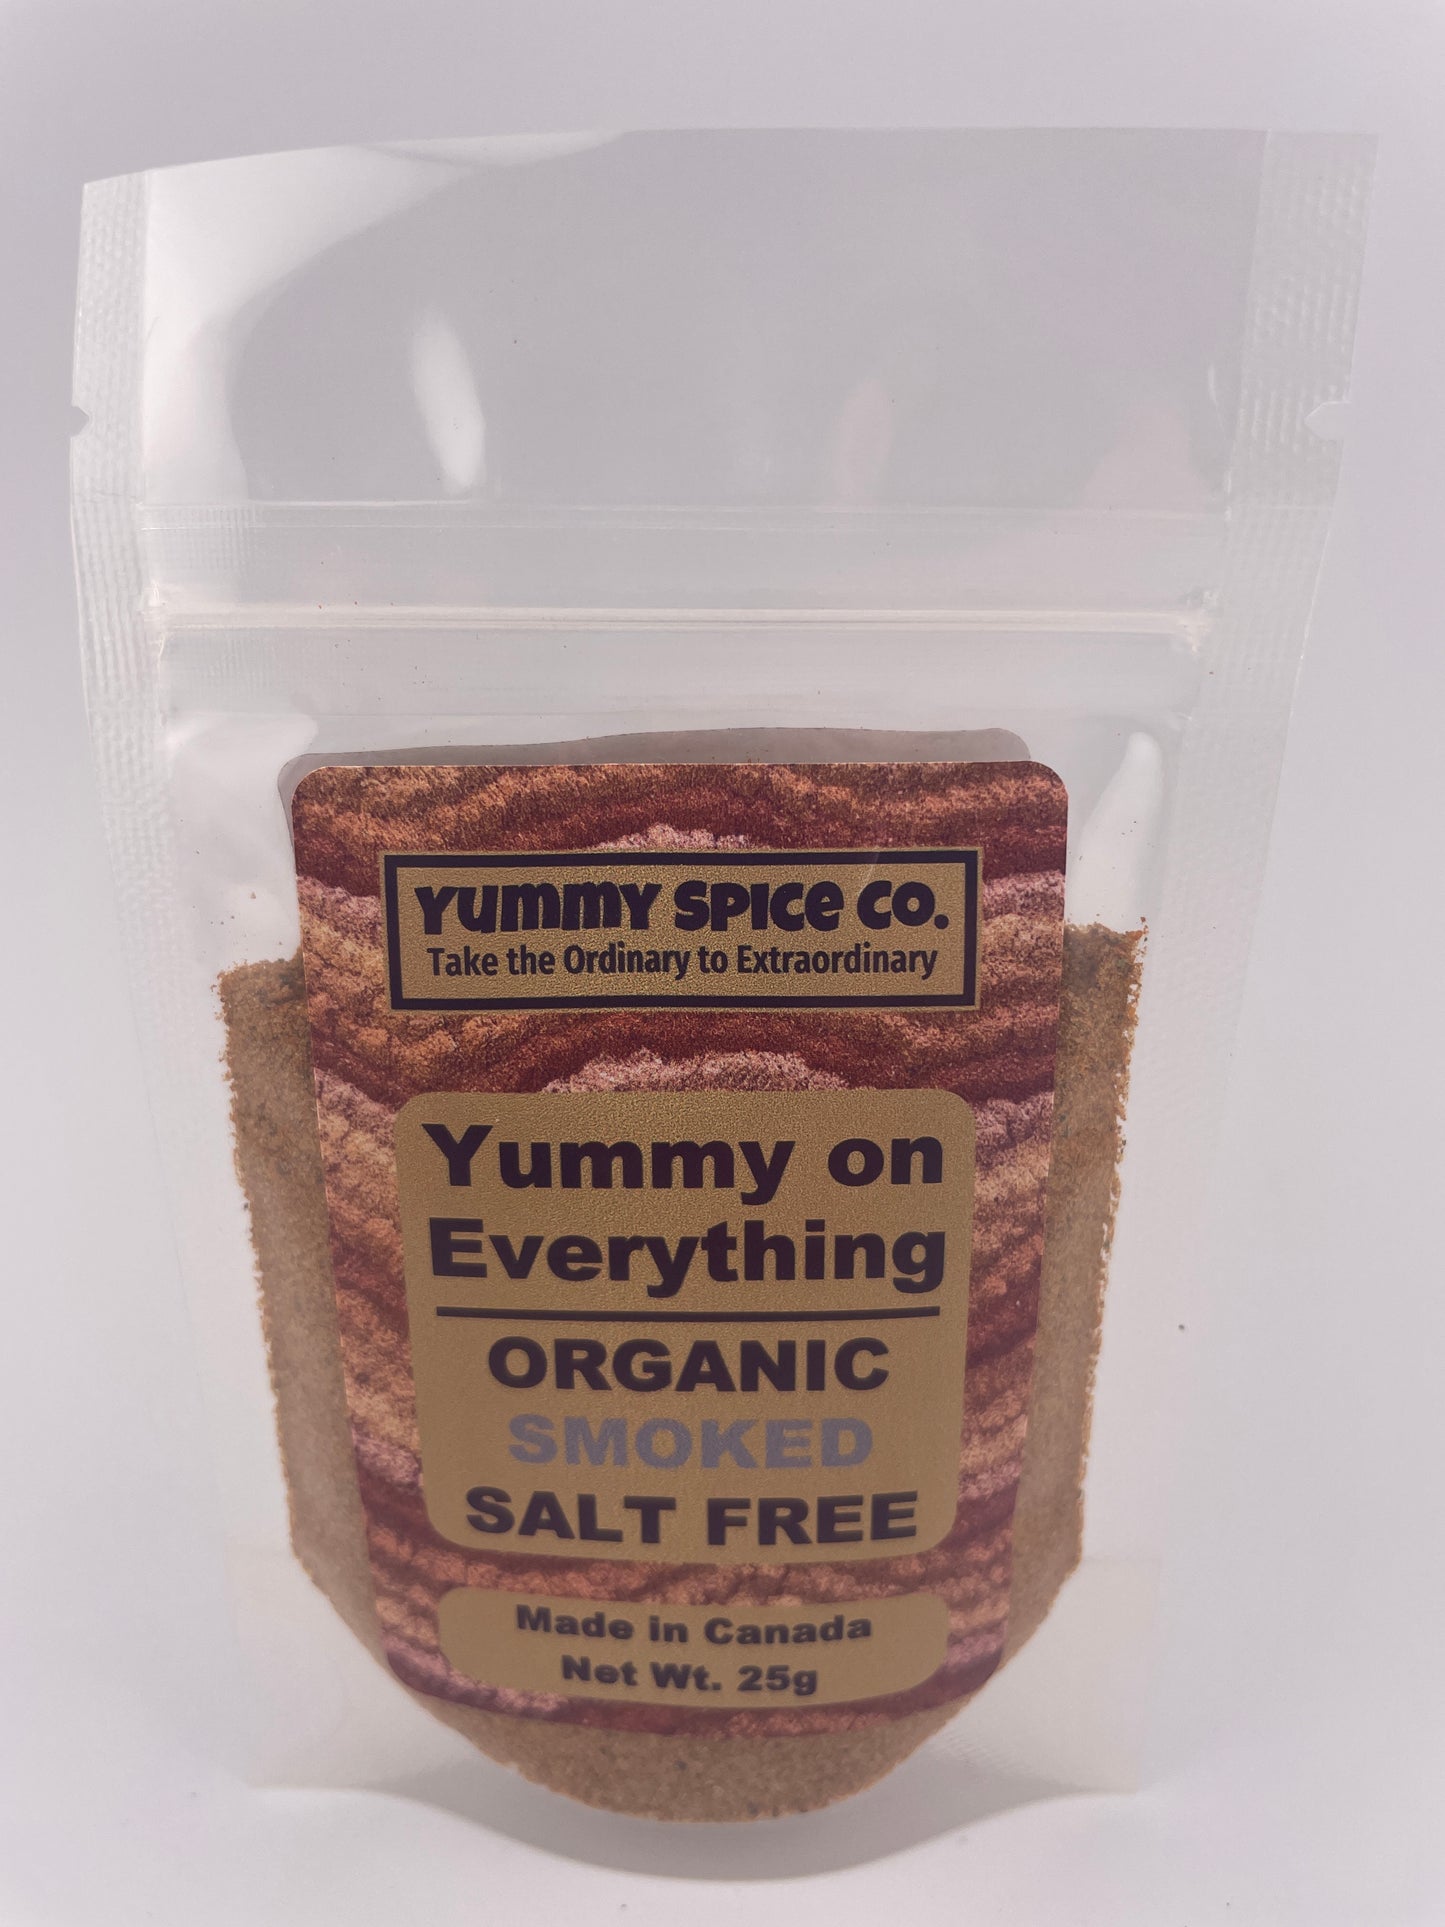 Yummy Spice Co.
Take the Ordinary to Extraordinary
Yummy on
Everything
ORGANIC
SMOKED
SALT FREE
Made in Canada
Net Wt. 25g